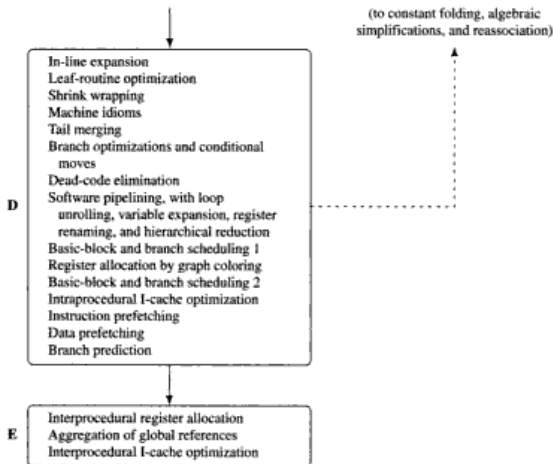 (to constant folding, algebraic
simplifications, and reassociation)
In-line expansion
Leaf-routine optimization
Shrink wrapping
Machine idioms
Tail merging
Branch optimizations and conditional
moves
Dead-code elimination
D
Software pipelining, with loop
unrolling, variable expansion, register
renaming, and hierarchical reduction
Basic-block and branch scheduling 1
Register allocation by graph coloring
Basic-block and branch scheduling 2
Intraprocedural I-cache optimization
Instruction prefetching
Data prefetching
Branch prediction
Interprocedural register allocation
E
Aggregation of global references
Interprocedural I-cache optimization